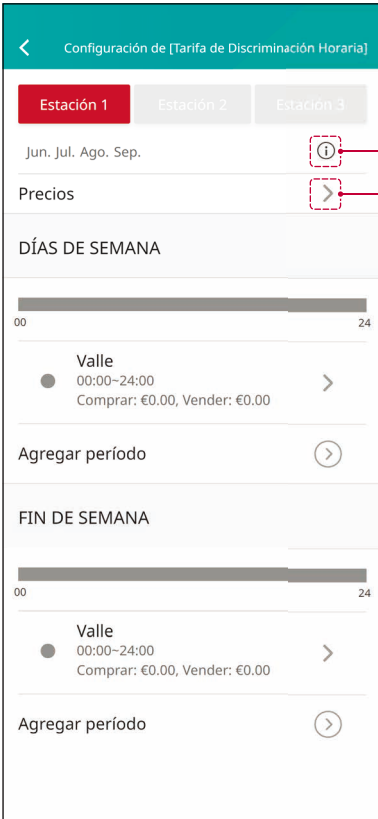 Configuración de [Tarifa de Discriminación Horaria]
Estación 1 Estación 2 Estación 3
Jun. Jul. Ago. Sep.
Precios
DÍAS DE SEMANA
00 24
Valle
00:00~24:00
Comprar: €0.00, Vender: €0.00
Agregar período
FIN DE SEMANA
00 24
Valle
00:00~24:00
Comprar: €0.00, Vender: €0.00
Agregar período